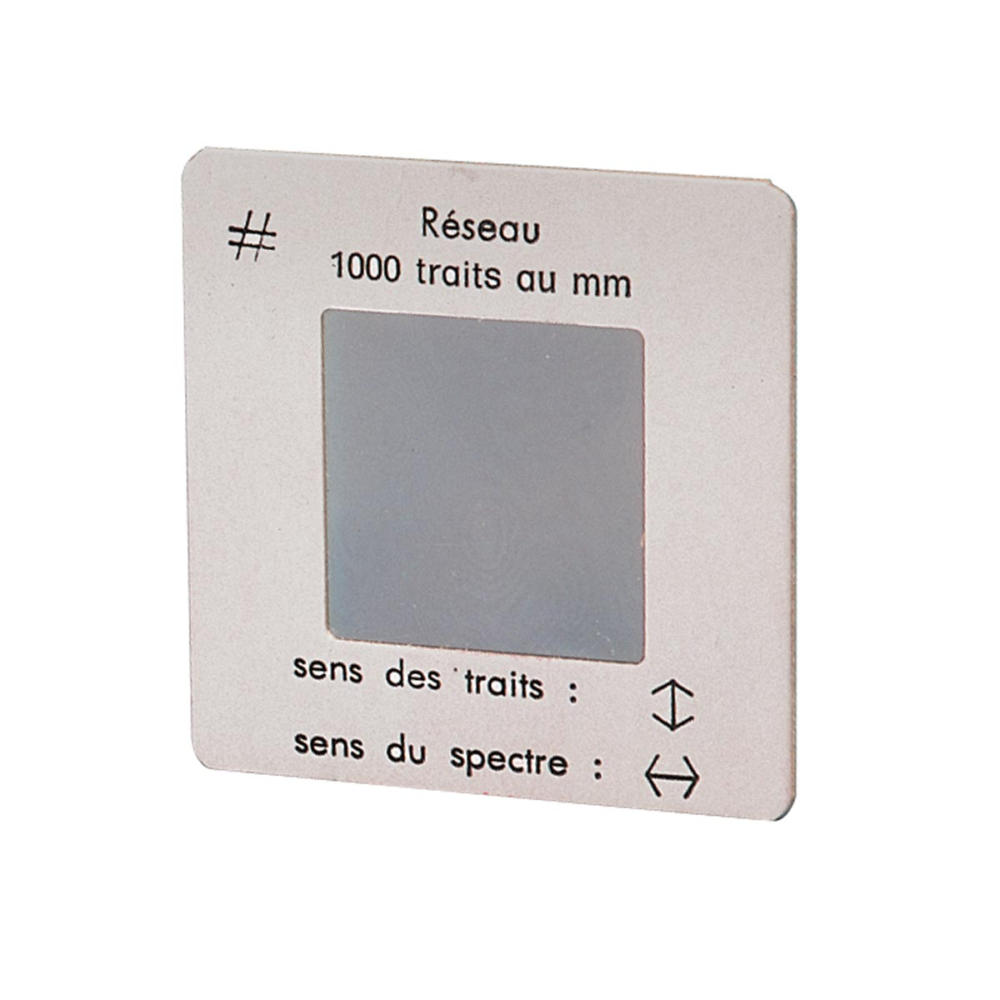 #
Réseau
1000 traits au mm
sens des traits : ↕
sens du spectre : ↔